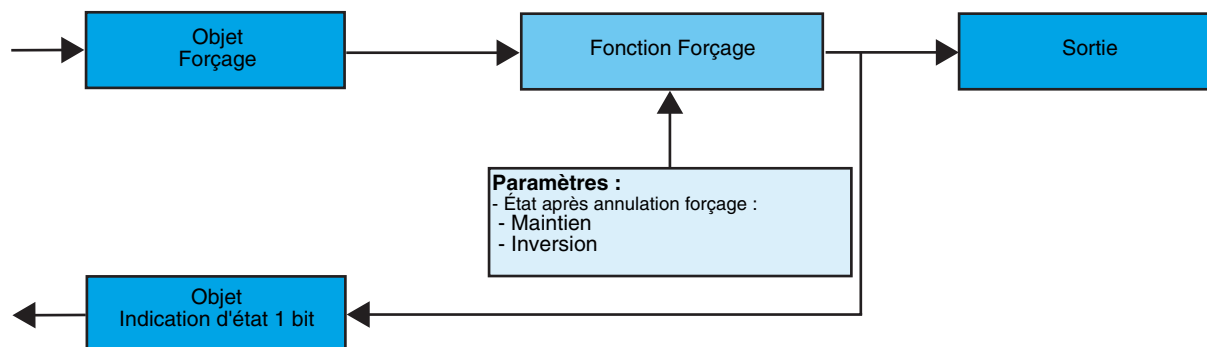 Objet
Forçage
Fonction Forçage
Sortie
Paramètres :
- État après annulation forçage :
- Maintien
- Inversion
Objet
Indication d'état 1 bit